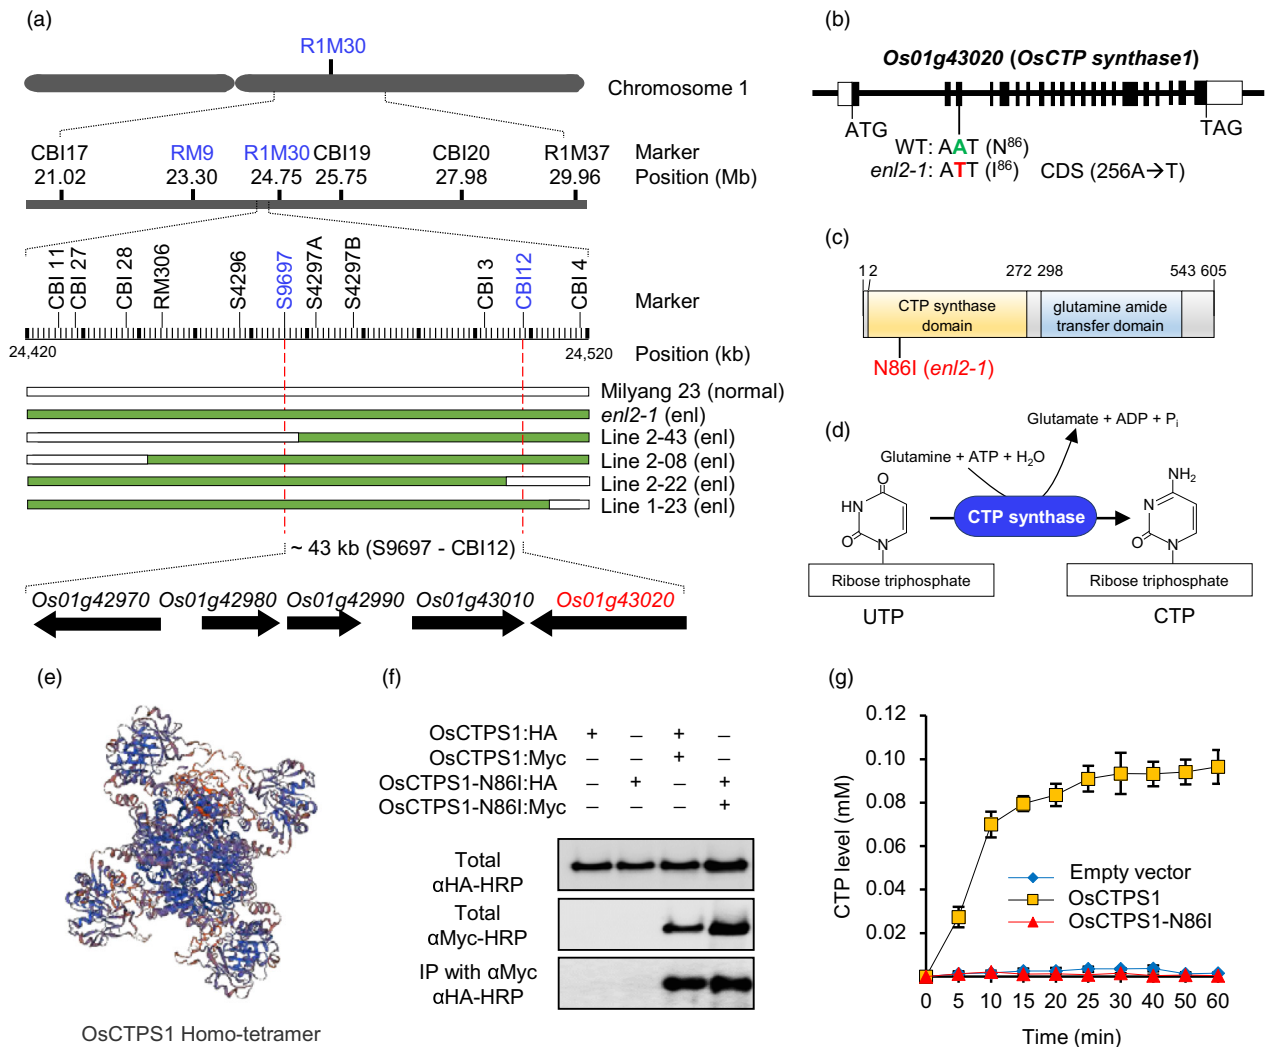 (a)
R1M30
Chromosome 1
CBI17 RM9 R1M30 CBI19 CBI20 R1M37 Marker
21.02 23.30 24.75 25.75 27.98 29.96 Position (Mb)
CBI 11 CBI 27 CBI 28 RM306 S4296 S9697 S4297A S4297B CBI 3 CBI12 CBI 4 Marker
24,420 24,520 Position (kb)
Milyang 23 (normal)
enl2-1 (enl)
Line 2-43 (enl)
Line 2-08 (enl)
Line 2-22 (enl)
Line 1-23 (enl)
~ 43 kb (S9697 - CBI12)
Os01g42970 Os01g42980 Os01g42990 Os01g43010 Os01g43020
(b)
Os01g43020 (OsCTP synthase1)
ATG TAG
WT: AAT (N86)
enl2-1: ATT (I86) CDS (256A→T)
(c)
1 2 272 298 543 605
CTP synthase domain
glutamine amide transfer domain
N86I (enl2-1)
(d)
Glutamate + ADP + Pi
Glutamine + ATP + H2O
O HN O N
CTP synthase
NH2 N O N
Ribose triphosphate
Ribose triphosphate
UTP
CTP
(e)
OsCTPS1 Homo-tetramer
(f)
OsCTPS1:HA + – + –
OsCTPS1:Myc – – + –
OsCTPS1-N86I:HA – + – +
OsCTPS1-N86I:Myc – – – +
Total
αHA-HRP
Total
αMyc-HRP
IP with αMyc
αHA-HRP
(g)
CTP level (mM)
0.12
0.10
0.08
0.06
0.04
0.02
Empty vector
OsCTPS1
OsCTPS1-N86I
0 5 10 15 20 25 30 40 50 60
Time (min)